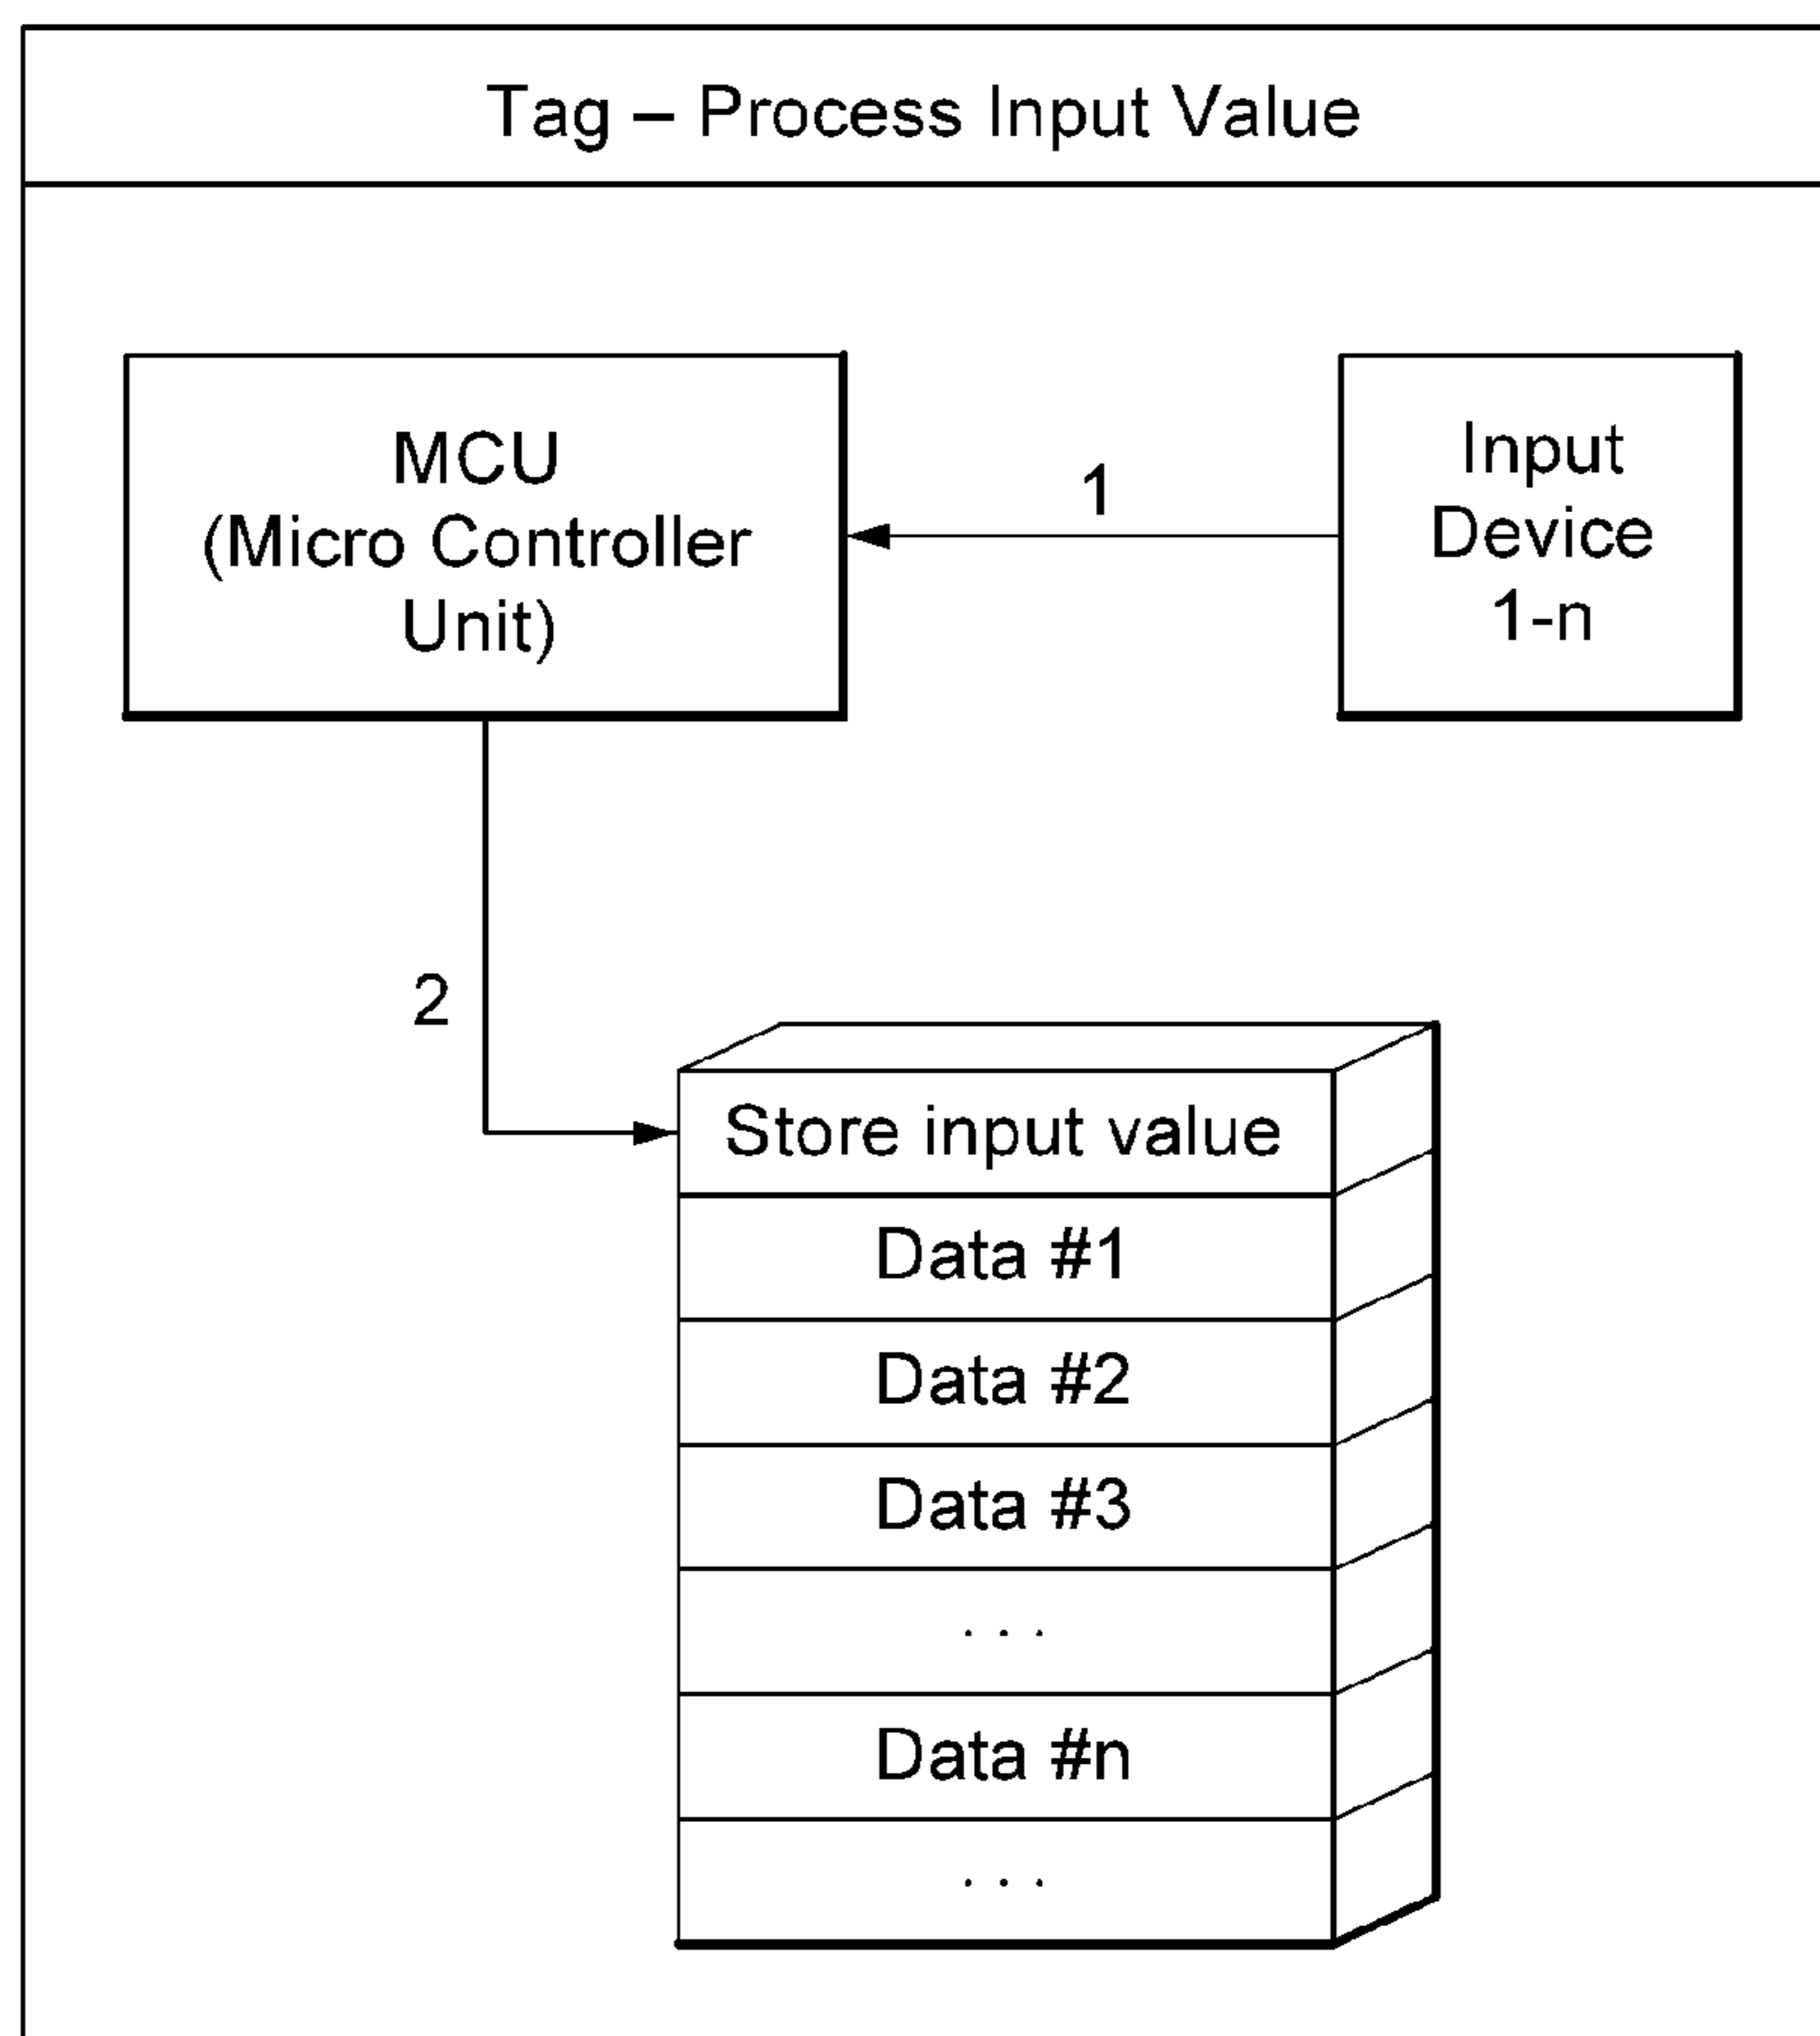 Tag – Process Input Value
MCU
(Micro Controller
Unit)
1
Input
Device
1-n
2
Store input value
Data #1
Data #2
Data #3
. . .
Data #n
. . .